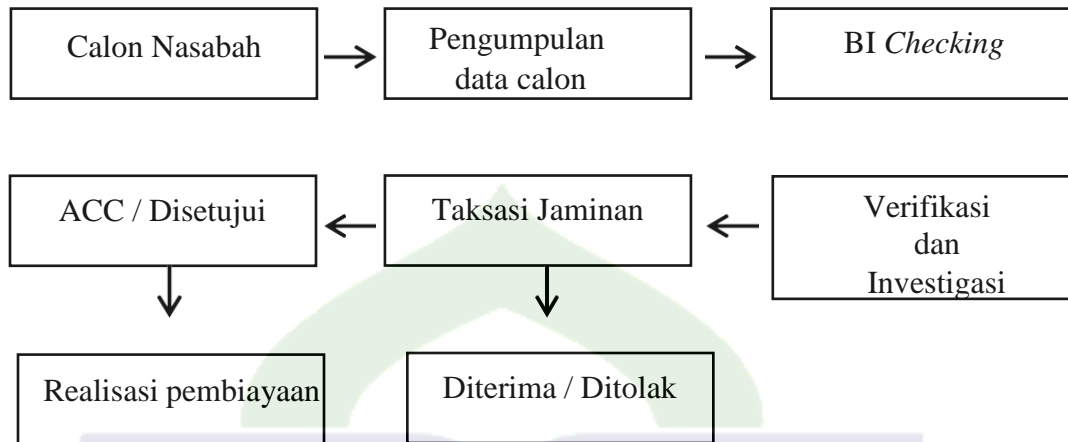 Calon Nasabah
Pengumpulan
data calon
BI Checking
ACC / Disetujui
Taksasi Jaminan
Verifikasi
dan
Investigasi
Realisasi pembiayaan
Diterima / Ditolak